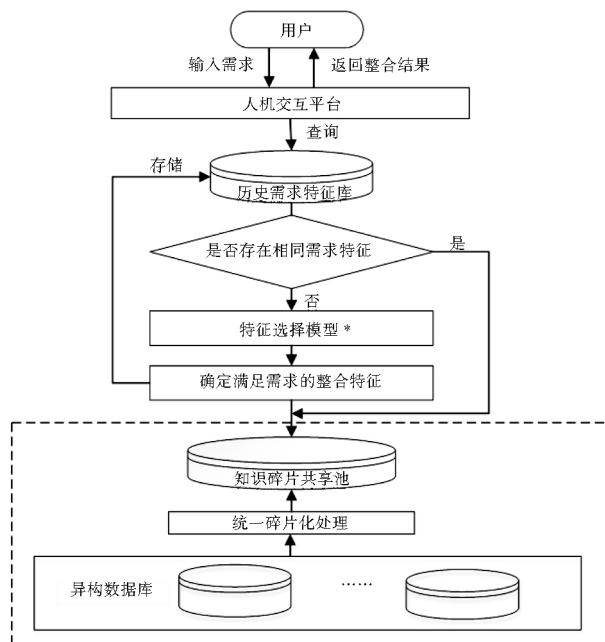 用户
输入需求
返回整合结果
人机交互平台
查询
存储
历史需求特征库
是否存在相同需求特征
是
否
特征选择模型 *
确定满足需求的整合特征
知识碎片共享池
统一碎片化处理
异构数据库
……